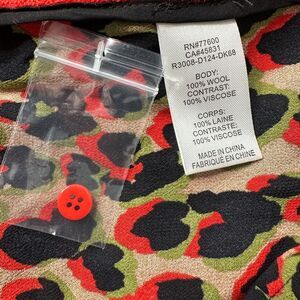 RN#77600
CA#45831
R3008-D124-DK68
BODY:
100% WOOL
CONTRAST:
100% VISCOSE
CORPS:
100% LAINE
CONTRASTE:
100% VISCOSE
MADE IN CHINA
FABRIQUÉ EN CHINE